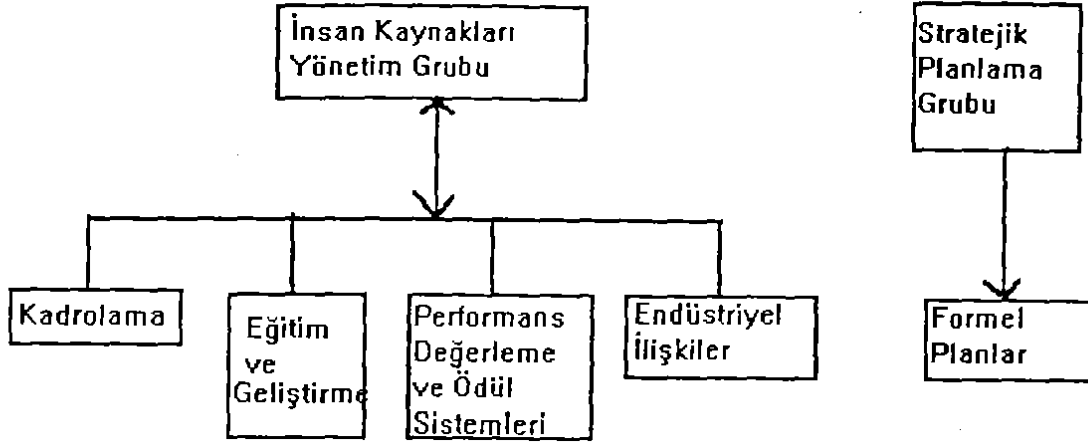 İnsan Kaynakları
Yönetim Grubu
Stratejik
Planlama
Grubu
Kadrolama
Eğitim
ve
Geliştirme
Performans
Değerleme
ve Ödül
Sistemleri
Endüstriyel
İlişkiler
Formel
Planlar